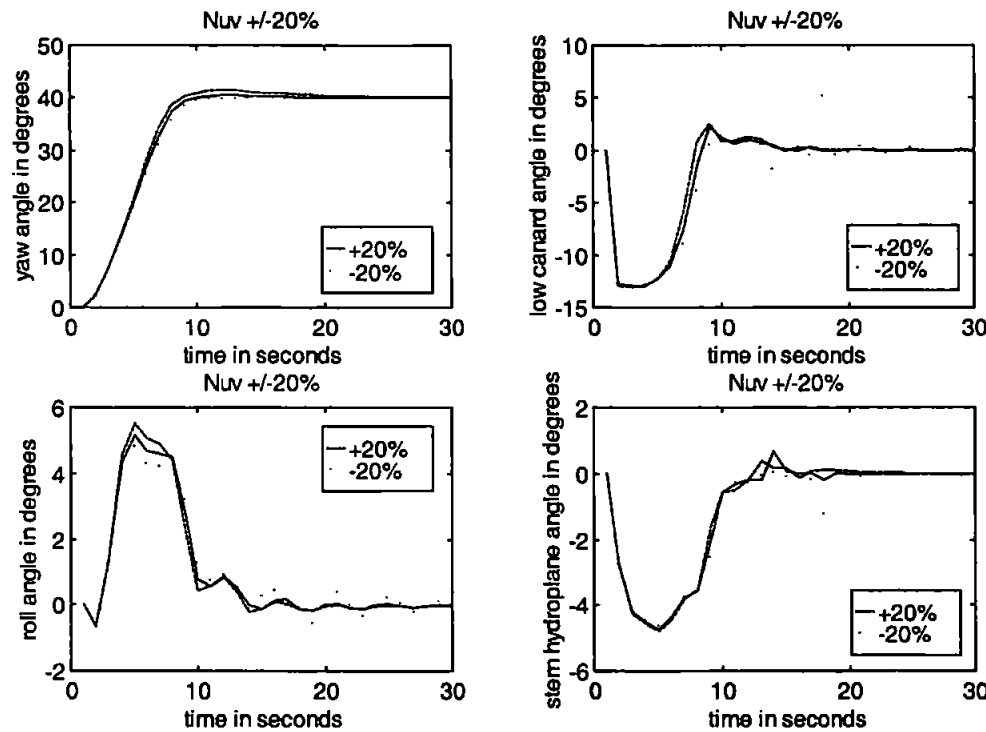 Nuv +/-20%
50
40
30
20
10
0
yaw angle in degrees
+20%
-20%
0 10 20 30
time in seconds
Nuv +/-20%
10
5
0
-5
-10
-15
low canard angle in degrees
+20%
-20%
0 10 20 30
time in seconds
Nuv +/-20%
6
4
2
0
-2
roll angle in degrees
+20%
-20%
0 10 20 30
time in seconds
Nuv +/-20%
2
0
-2
-4
-6
stern hydroplane angle in degrees
+20%
-20%
0 10 20 30
time in seconds